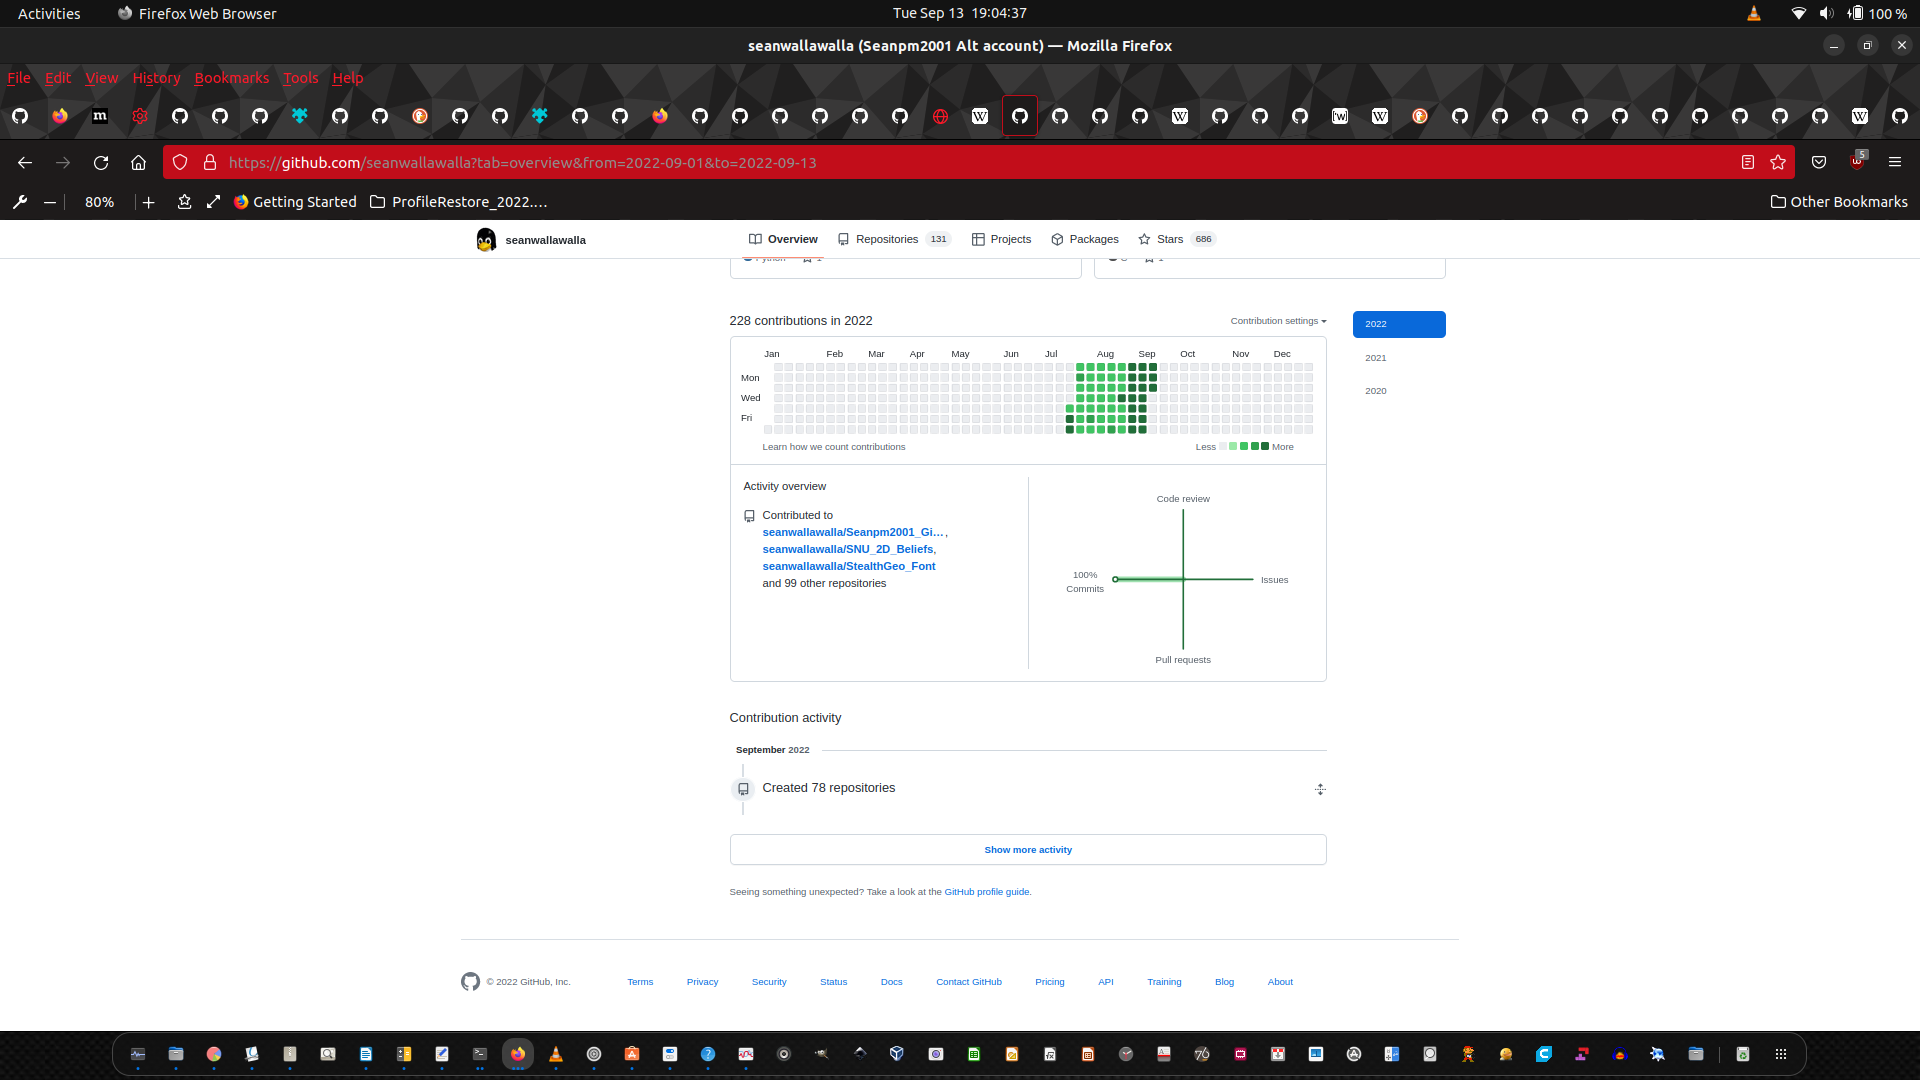 Activities Firefox Web Browser Tue Sep 13 19:04:37 100 %
seanwallawalla (Seanpm2001 Alt account) — Mozilla Firefox
File Edit View History Bookmarks Tools Help
https://github.com/seanwallawalla?tab=overview&from=2022-09-01&to=2022-09-13 5
80% Getting Started ProfileRestore_2022.… Other Bookmarks
seanwallawalla Overview Repositories 131 Projects Packages Stars 686
228 contributions in 2022 Contribution settings 2022
2021
2020
Jan Feb Mar Apr May Jun Jul Aug Sep Oct Nov Dec
Mon
Wed
Fri
Learn how we count contributions Less More
Activity overview
Contributed to
seanwallawalla/Seanpm2001_Gi…,
seanwallawalla/SNU_2D_Beliefs,
seanwallawalla/StealthGeo_Font
and 99 other repositories
Code review
100%
Commits
Issues
Pull requests
Contribution activity
September 2022
Created 78 repositories
Show more activity
Seeing something unexpected? Take a look at the GitHub profile guide.
© 2022 GitHub, Inc. Terms Privacy Security Status Docs Contact GitHub Pricing API Training Blog About